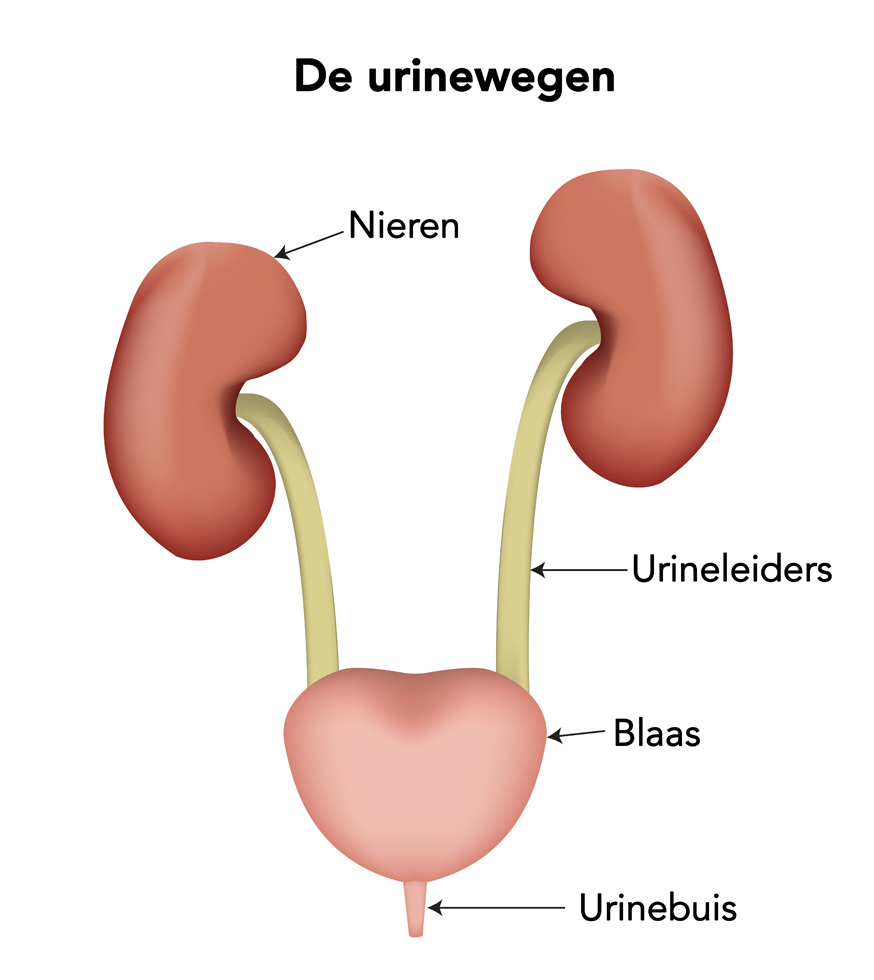 De urinewegen
Nieren
Urineleiders
Blaas
Urinebuis